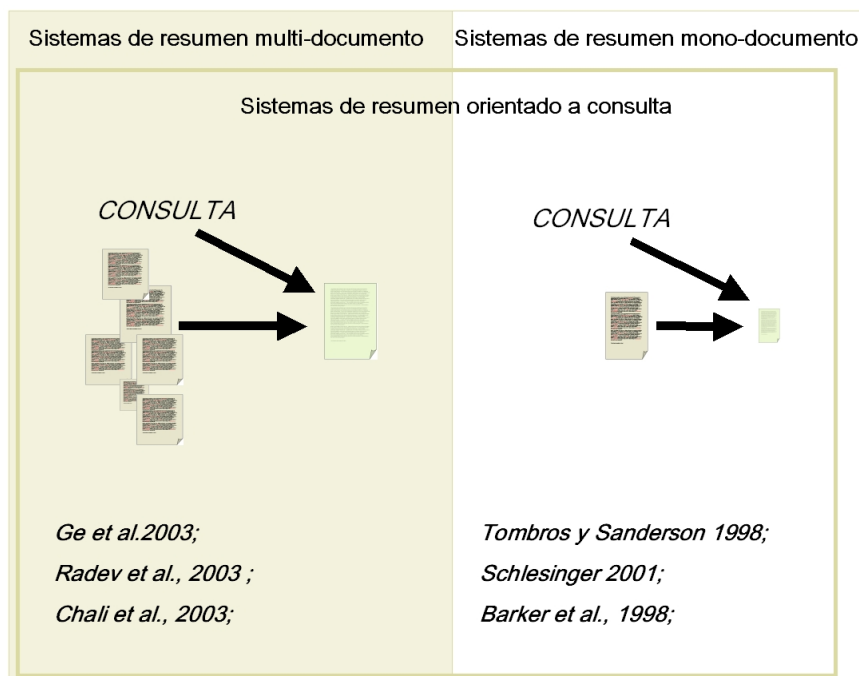 Sistemas de resumen multi-documento
Sistemas de resumen mono-documento
Sistemas de resumen orientado a consulta
CONSULTA
CONSULTA
Ge et al.2003;
Radev et al., 2003 ;
Chali et al., 2003;
Tombros y Sanderson 1998;
Schlesinger 2001;
Barker et al., 1998;